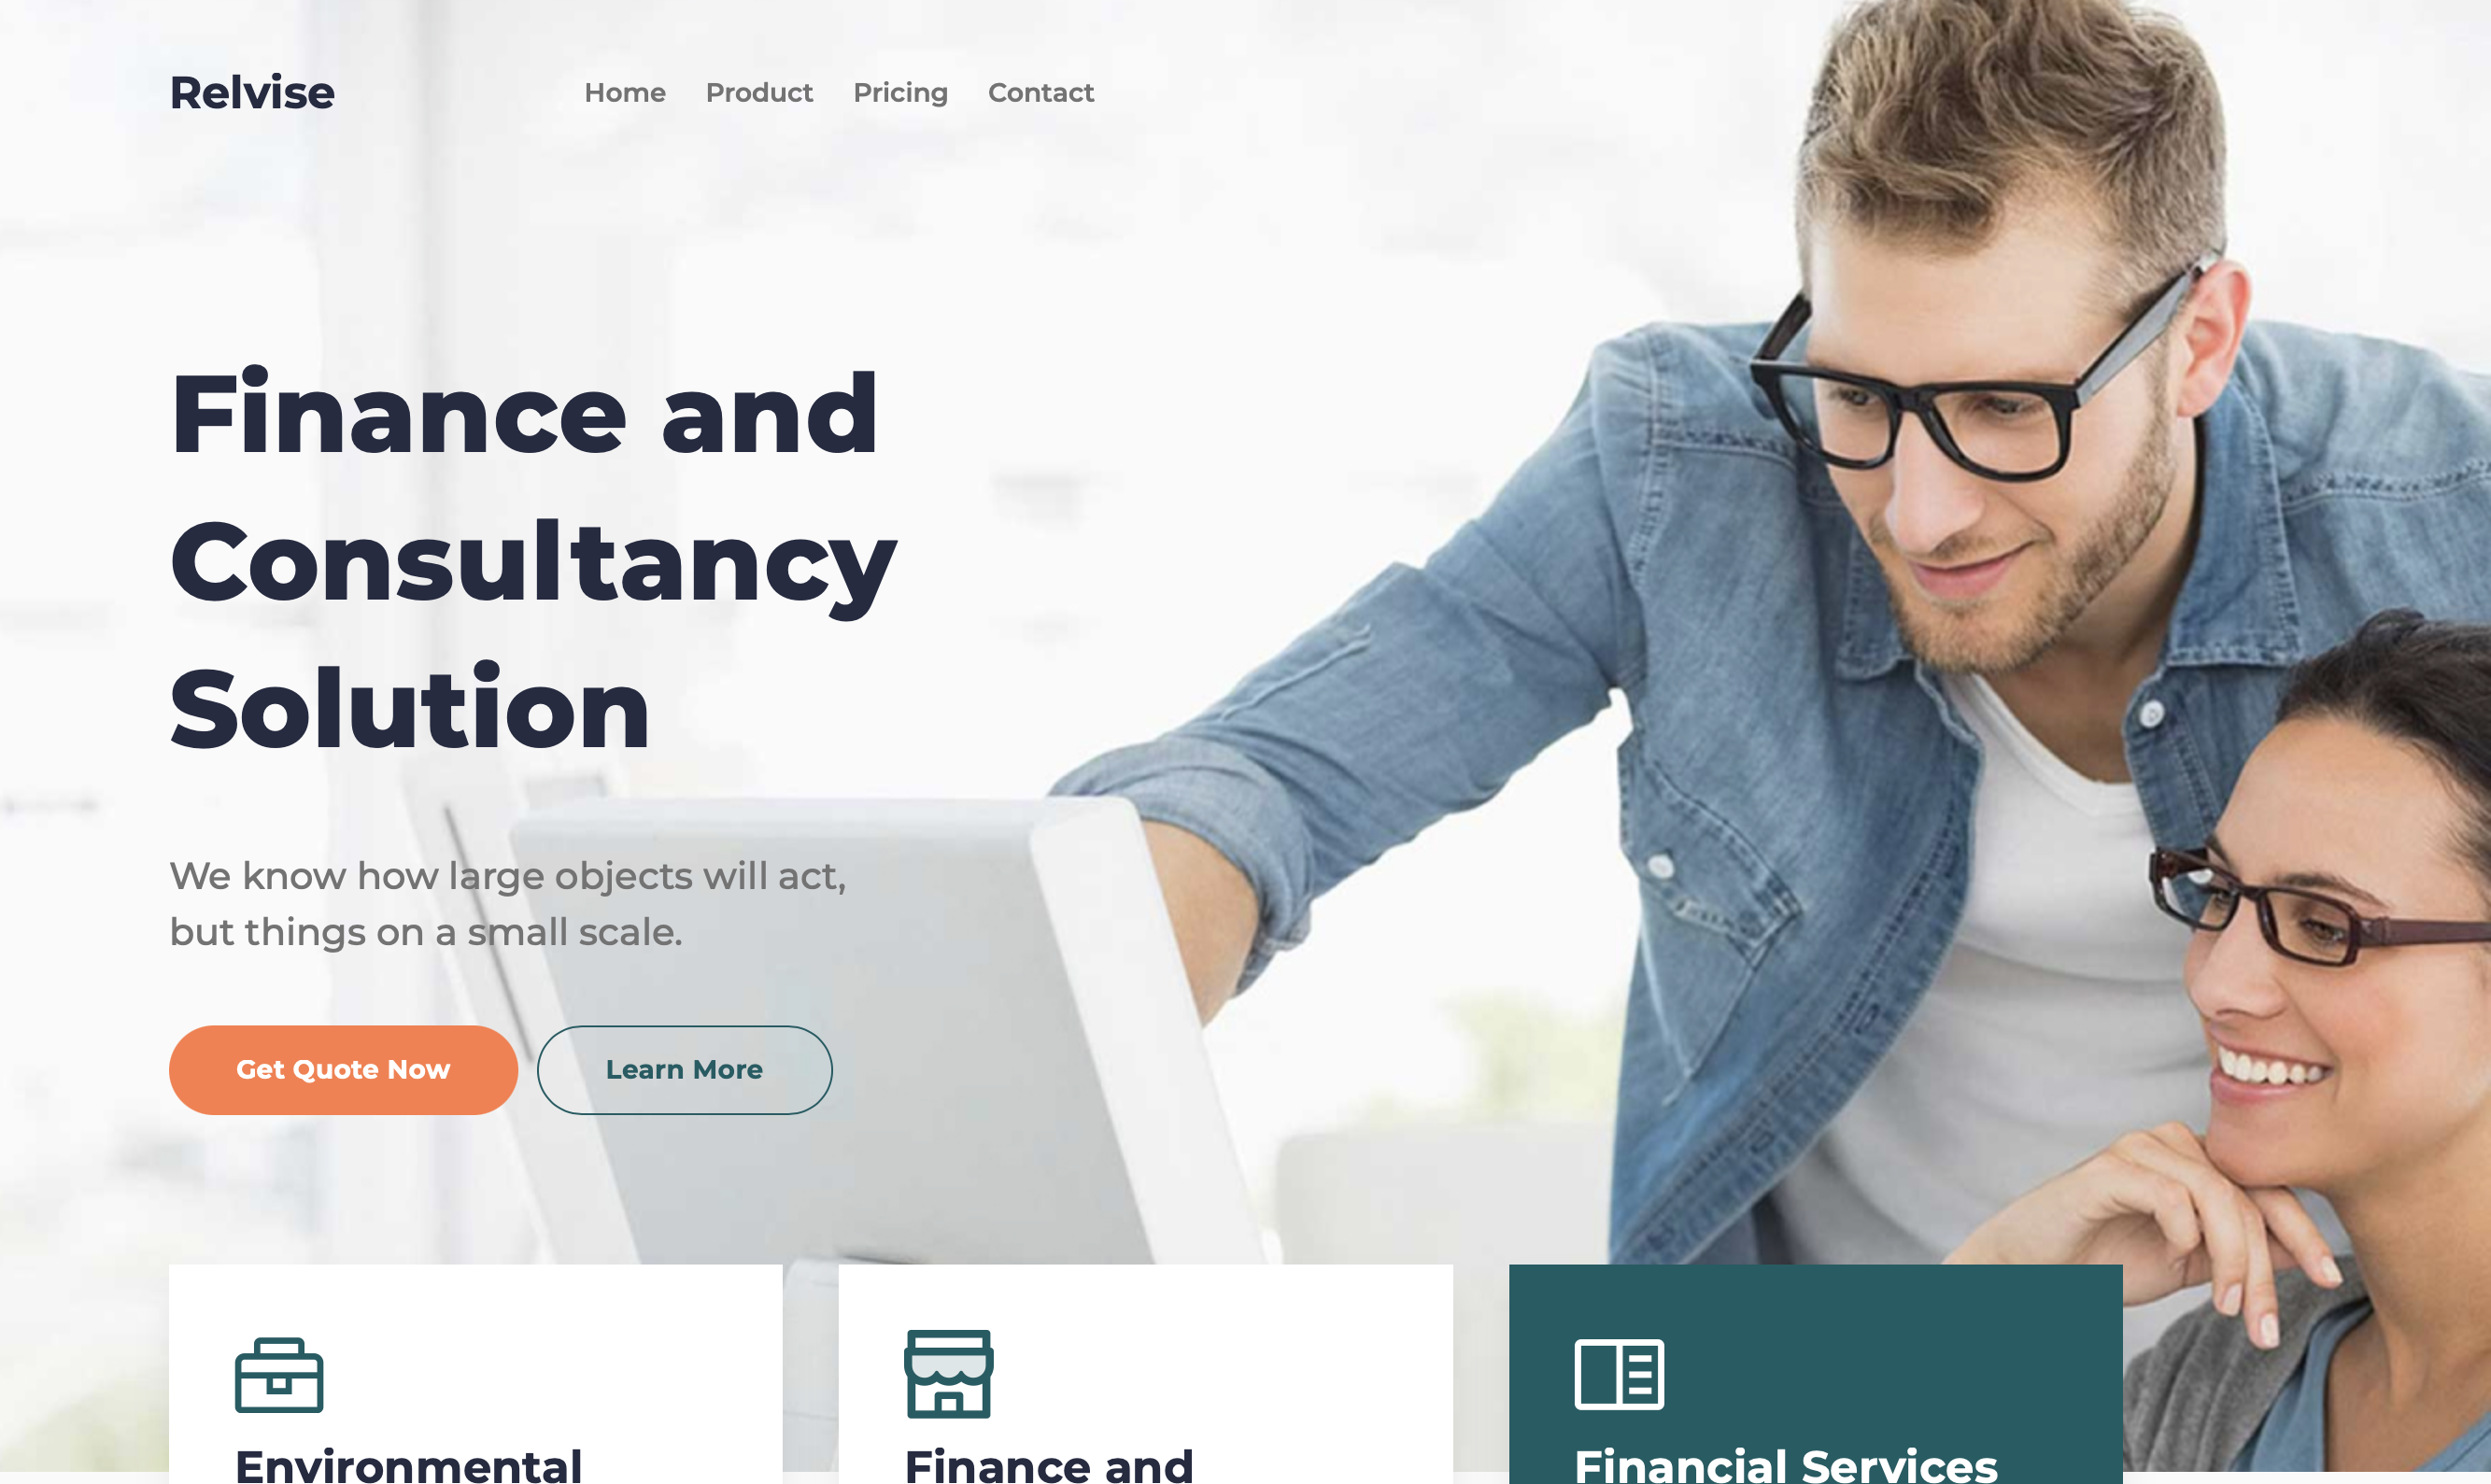 Relvise
Home Product Pricing Contact
Finance and
Consultancy
Solution
We know how large objects will act,
but things on a small scale.
Get Quote Now Learn More
Environmental
Finance and
Financial Services